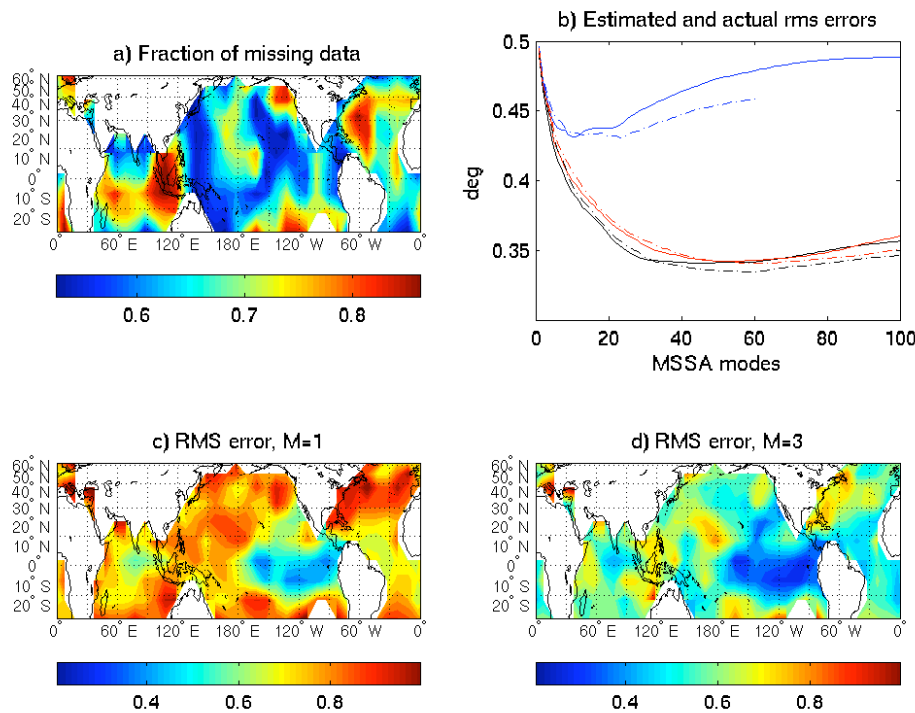 a) Fraction of missing data
60° N
50° N
40° N
30° N
20° N
10° N
0°
10° S
20° S
0° 60° E 120° E 180° E 120° W 60° W 0°
0.6 0.7 0.8
b) Estimated and actual rms errors
deg
0.5
0.45
0.4
0.35
0 20 40 60 80 100
MSSA modes
c) RMS error, M=1
60° N
50° N
40° N
30° N
20° N
10° N
0°
10° S
20° S
0° 60° E 120° E 180° E 120° W 60° W 0°
0.4 0.6 0.8
d) RMS error, M=3
60° N
50° N
40° N
30° N
20° N
10° N
0°
10° S
20° S
0° 60° E 120° E 180° E 120° W 60° W 0°
0.4 0.6 0.8